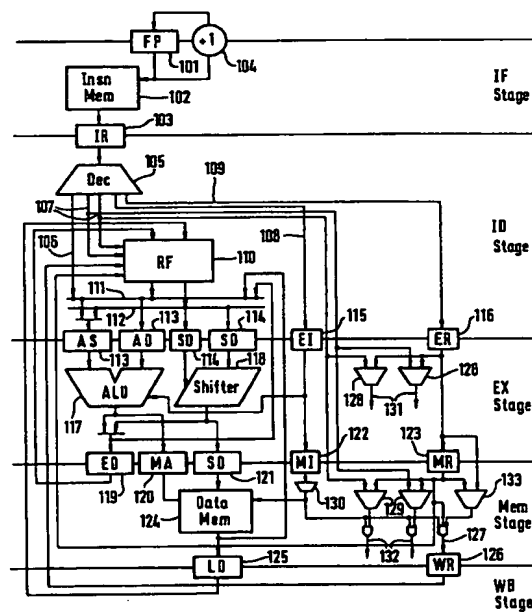 FP
+1
101
104
Insn
Mem
102
IF
Stage
IR
103
105
Dec
109
107
106
108
RF
110
ID
Stage
111
112
113
114
115
116
AS
AD
SD
SD
EI
ER
113
114
118
ALU
Shifter
117
128
128
131
EX
Stage
122
123
ED
MA
SD
MI
MR
133
119
120
121
130
129
Mem
Stage
124
Data
Mem
127
132
LD
125
126
WR
WB
Stage